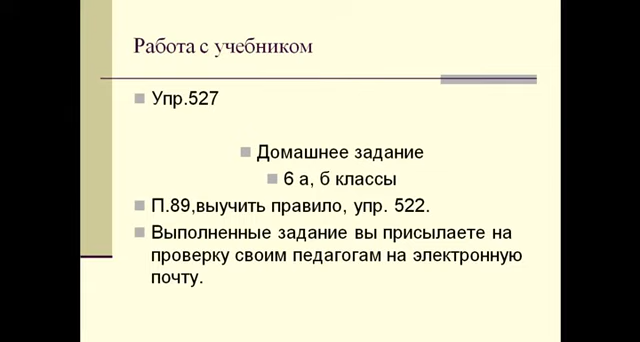 Работа с учебником
Упр.527
Домашнее задание
6 а, б классы
П.89,выучить правило, упр. 522.
Выполненные задание вы присылаете на
проверку своим педагогам на электронную
почту.